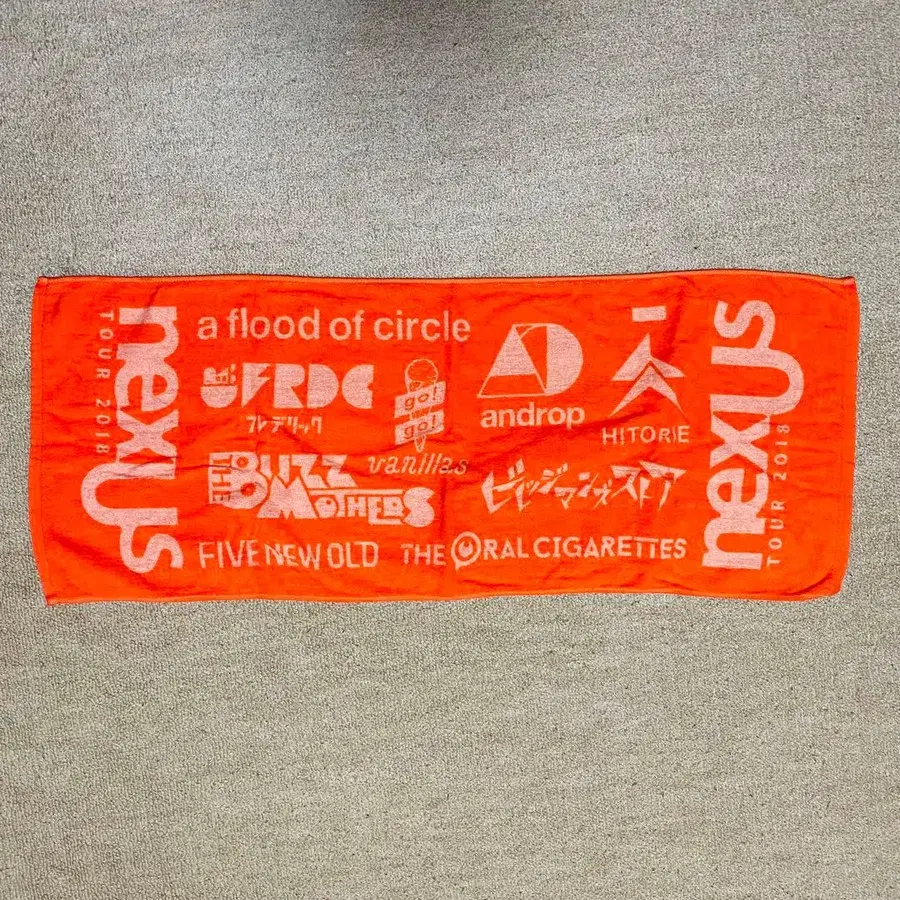 nexUs
TOUR 2018
a flood of circle
FRDC
フレデリック
go!
go!
vanillas
androp
HITORIE
THE BUZZ MOTHERS
ビレッジマンズストア
FIVE NEW OLD
THE ORAL CIGARETTES
nexUs
TOUR 2018